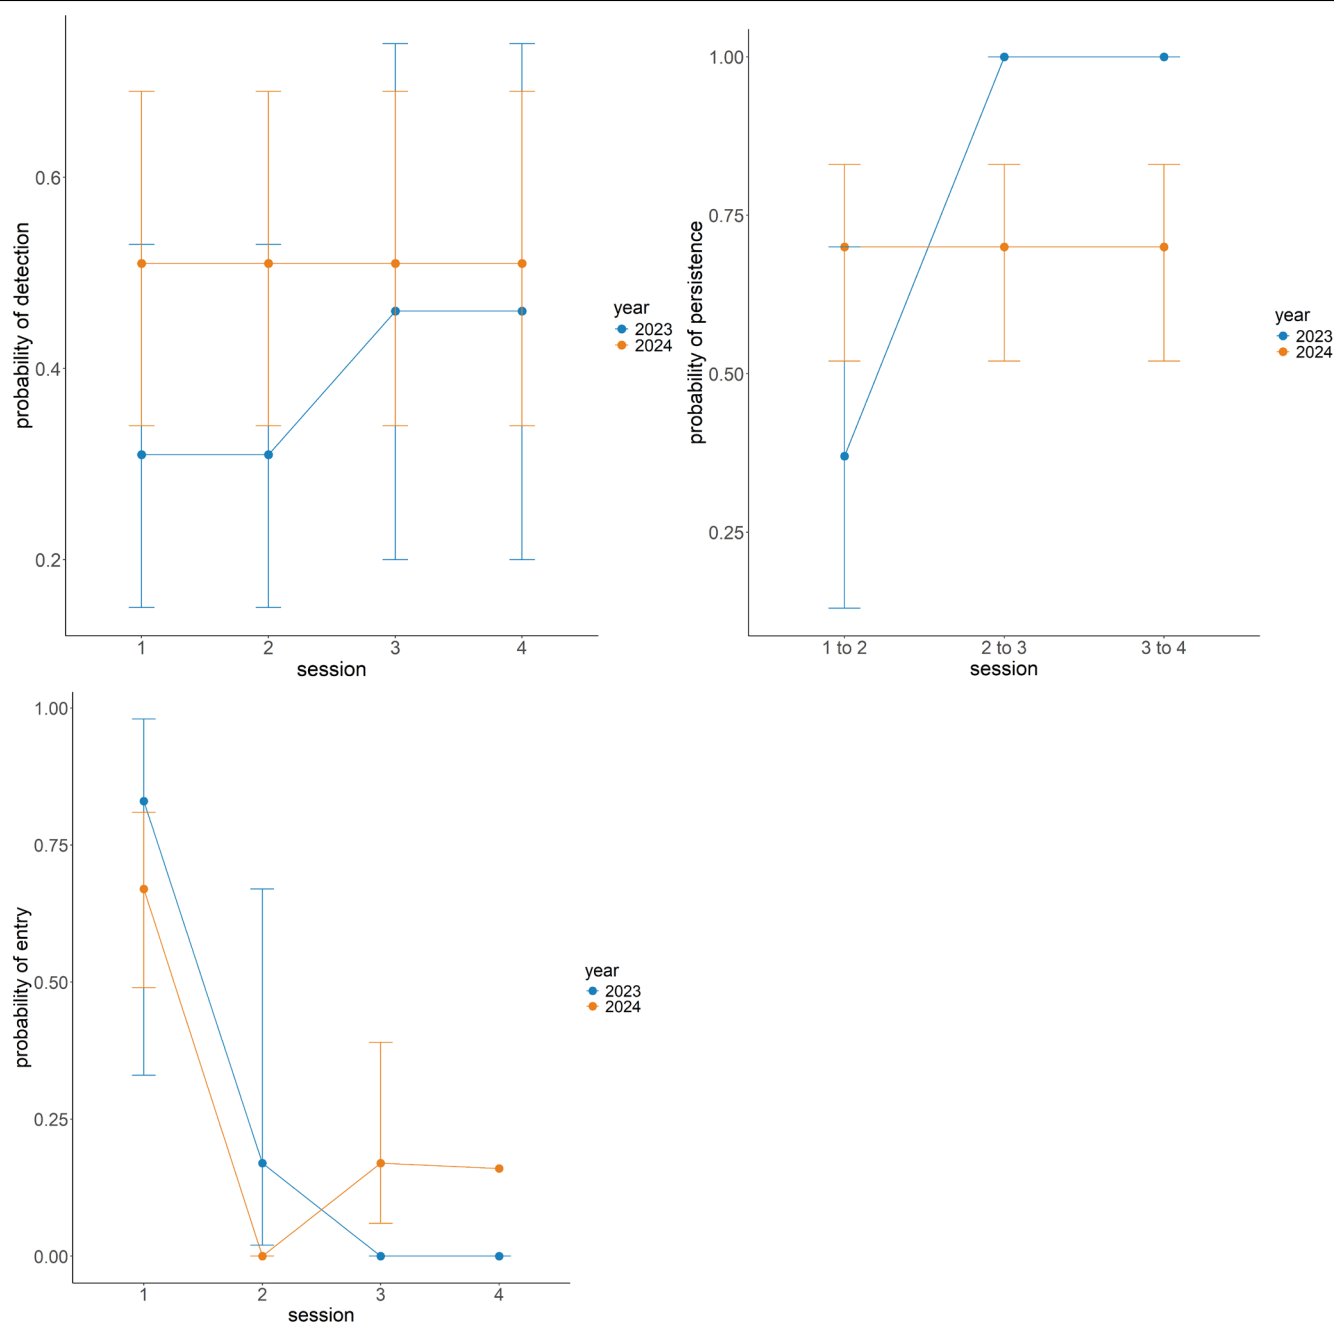 probability of detection
0.6
0.4
0.2
1 2 3 4
session
year
2023
2024
probability of persistence
1.00
0.75
0.50
0.25
1 to 2 2 to 3 3 to 4
session
year
2023
2024
probability of entry
1.00
0.75
0.50
0.25
0.00
1 2 3 4
session
year
2023
2024